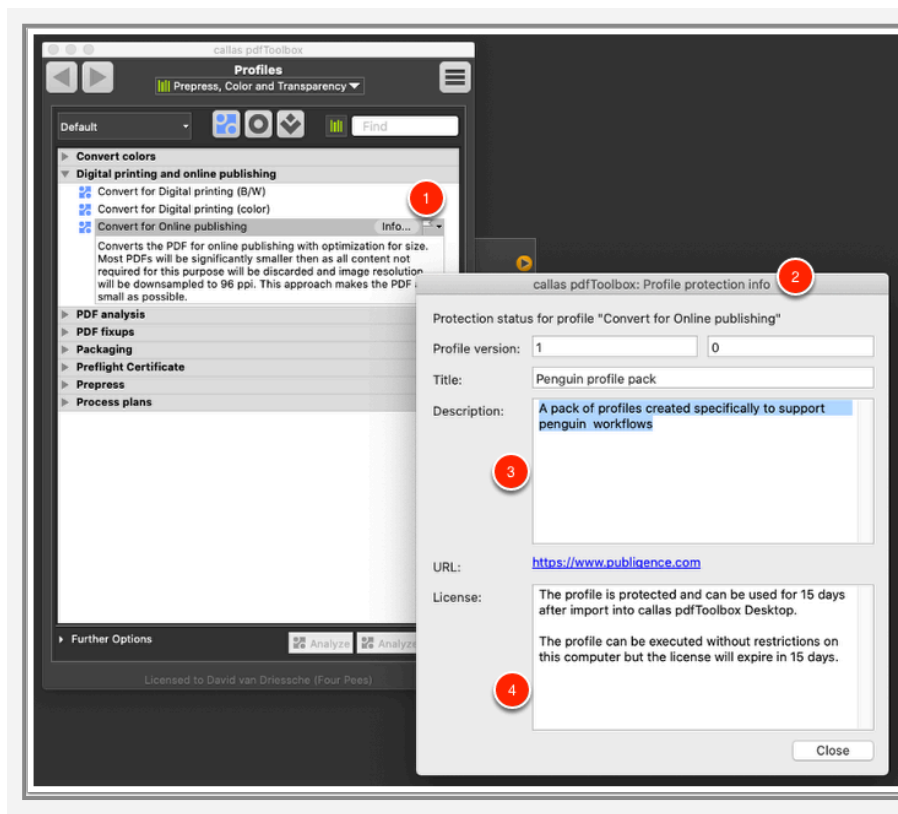 callas pdfToolbox
Profiles
Prepress, Color and Transparency
Default
Find
Convert colors
Digital printing and online publishing
Convert for Digital printing (B/W)
Convert for Digital printing (color)
1
Convert for Online publishing
Info...
Converts the PDF for online publishing with optimization for size.
Most PDFs will be significantly smaller then as all content not
required for this purpose will be discarded and image resolution
will be downsampled to 96 ppi. This approach makes the PDF
small as possible.
PDF analysis
PDF fixups
Packaging
Preflight Certificate
Prepress
Process plans
Further Options
Analyze
Analyze
Licensed to David van Driessche (Four Pees)
callas pdfToolbox: Profile protection info
2
Protection status for profile "Convert for Online publishing"
Profile version:
1
0
Title:
Penguin profile pack
Description:
A pack of profiles created specifically to support
penguin workflows
3
URL:
https://www.publigence.com
License:
The profile is protected and can be used for 15 days
after import into callas pdfToolbox Desktop.
The profile can be executed without restrictions on
this computer but the license will expire in 15 days.
4
Close